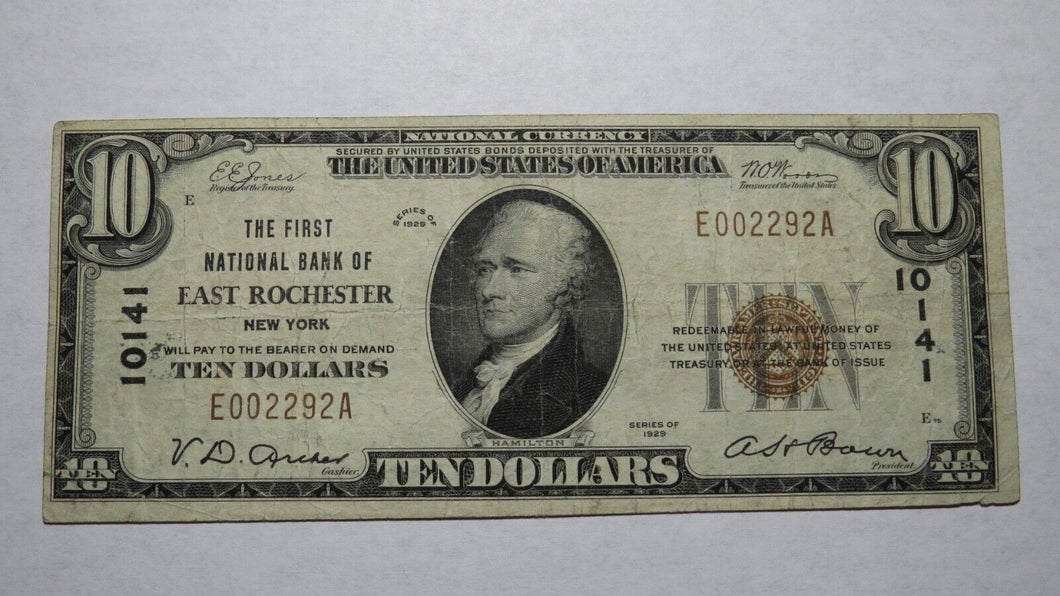 NATIONAL CURRENCY
SECURED BY UNITED STATES BONDS DEPOSITED WITH THE TREASURER OF
THE UNITED STATES OF AMERICA
10
10
E.E. Jones
Register of the Treasury.
W.O. Woods
Treasurer of the United States
E
SERIES OF
1929
THE FIRST
NATIONAL BANK OF
EAST ROCHESTER
NEW YORK
WILL PAY TO THE BEARER ON DEMAND
TEN DOLLARS
E002292A
E002292A
10141
10141
TEN
REDEEMABLE IN LAWFUL MONEY OF
THE UNITED STATES AT UNITED STATES
TREASURY OR AT THE BANK OF ISSUE
SERIES OF
1929
E
HAMILTON
V. D. Archer
Cashier.
President
TEN DOLLARS
10 TEN
10 TEN